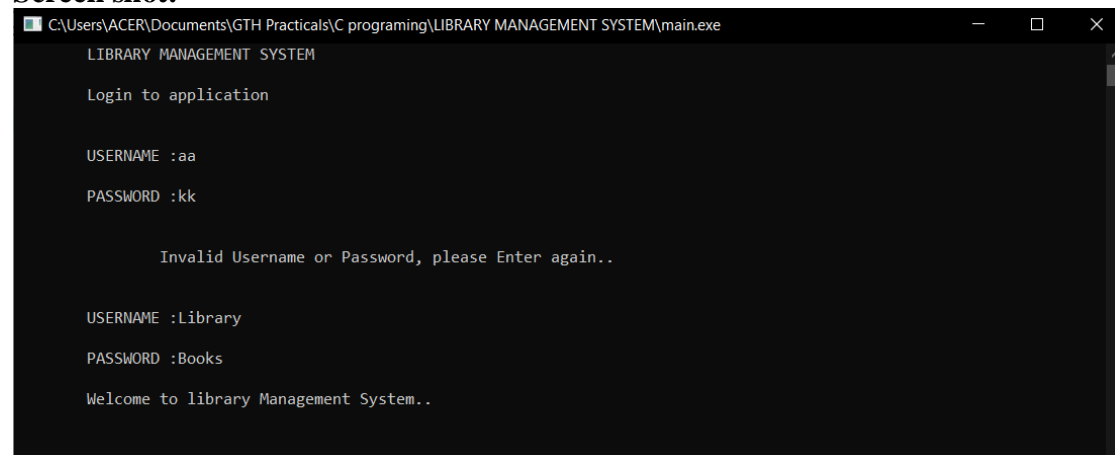 Screen shot:
C:\Users\ACER\Documents\GTH Practicals\C programing\LIBRARY MANAGEMENT SYSTEM\main.exe
LIBRARY MANAGEMENT SYSTEM
Login to application
USERNAME :aa
PASSWORD :kk
Invalid Username or Password, please Enter again..
USERNAME :Library
PASSWORD :Books
Welcome to library Management System..